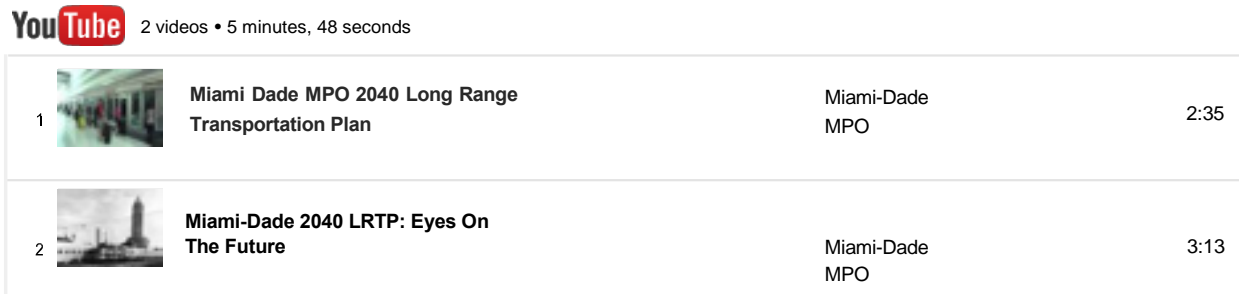 YouTube 2 videos • 5 minutes, 48 seconds
1 Miami Dade MPO 2040 Long Range
Transportation Plan
Miami-Dade
MPO
2:35
2 Miami-Dade 2040 LRTP: Eyes On
The Future
Miami-Dade
MPO
3:13